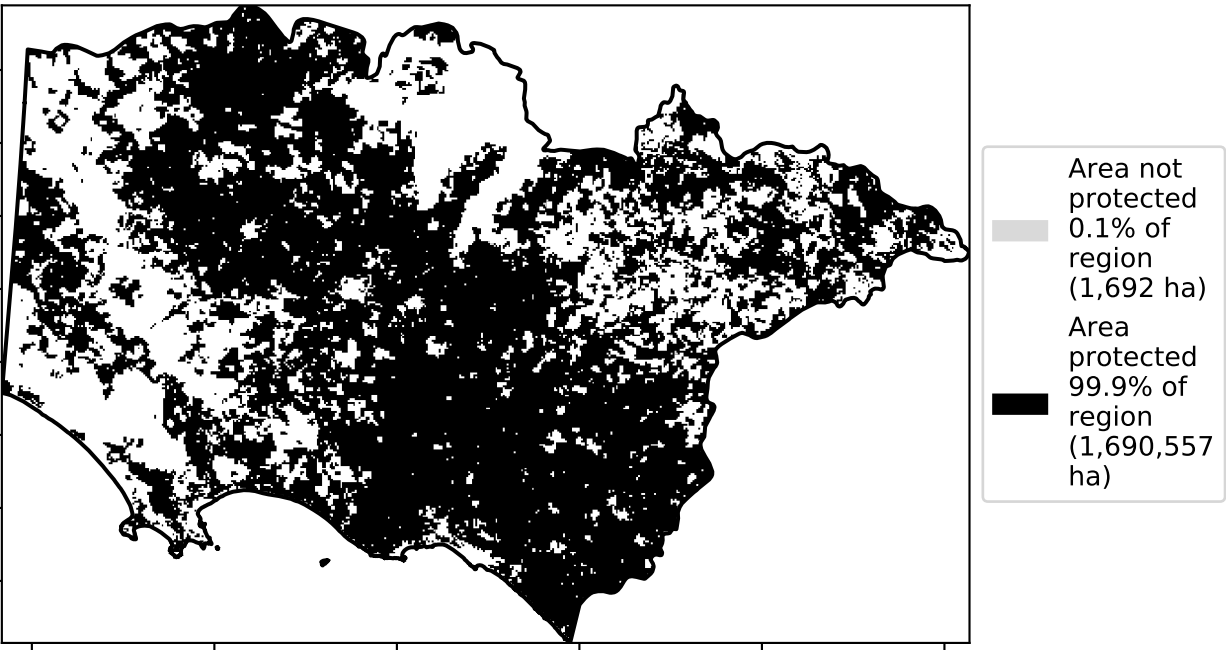 Area not
protected
0.1% of
region
(1,692 ha)
Area
protected
99.9% of
region
(1,690,557
ha)